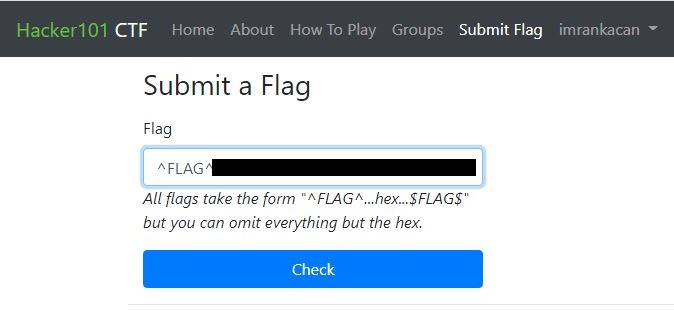 Hacker101 CTF Home About How To Play Groups Submit Flag imrankacan
Submit a Flag
Flag
^FLAG^
All flags take the form "^FLAG^...hex...$FLAG$"
but you can omit everything but the hex.
Check